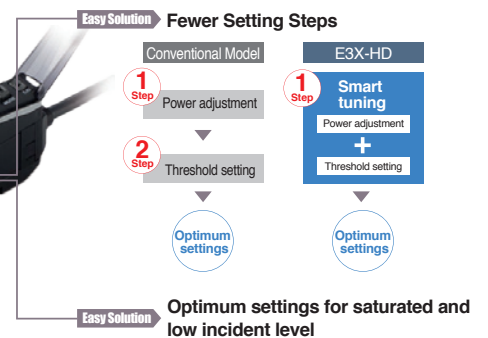 Easy Solution Fewer Setting Steps
Conventional Model
1
Step
Power adjustment
2
Step
Threshold setting
Optimum
settings
E3X-HD
1
Step
Smart
tuning
Power adjustment
+
Threshold setting
Optimum
settings
Easy Solution Optimum settings for saturated and
low incident level